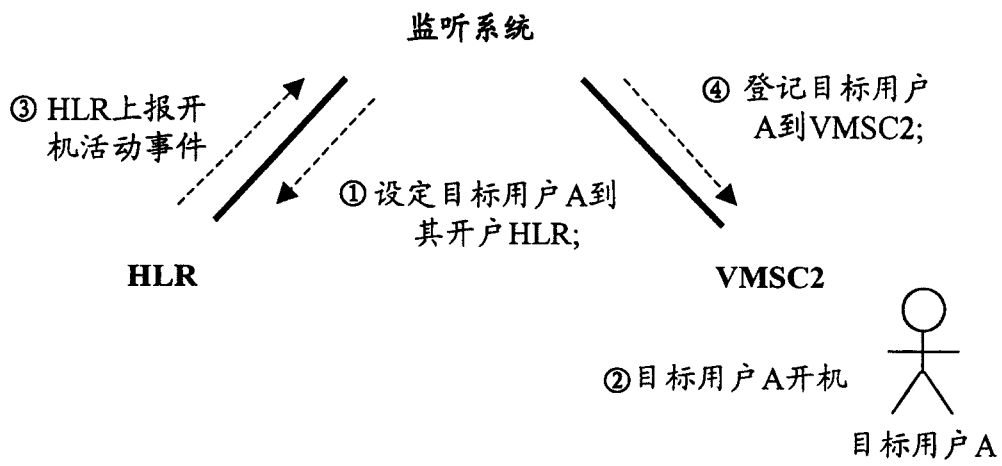 监听系统
③ HLR上报开
机活动事件
④ 登记目标用户
A到VMSC2;
①设定目标用户A到
其开户HLR;
HLR
VMSC2
②目标用户A开机
目标用户A